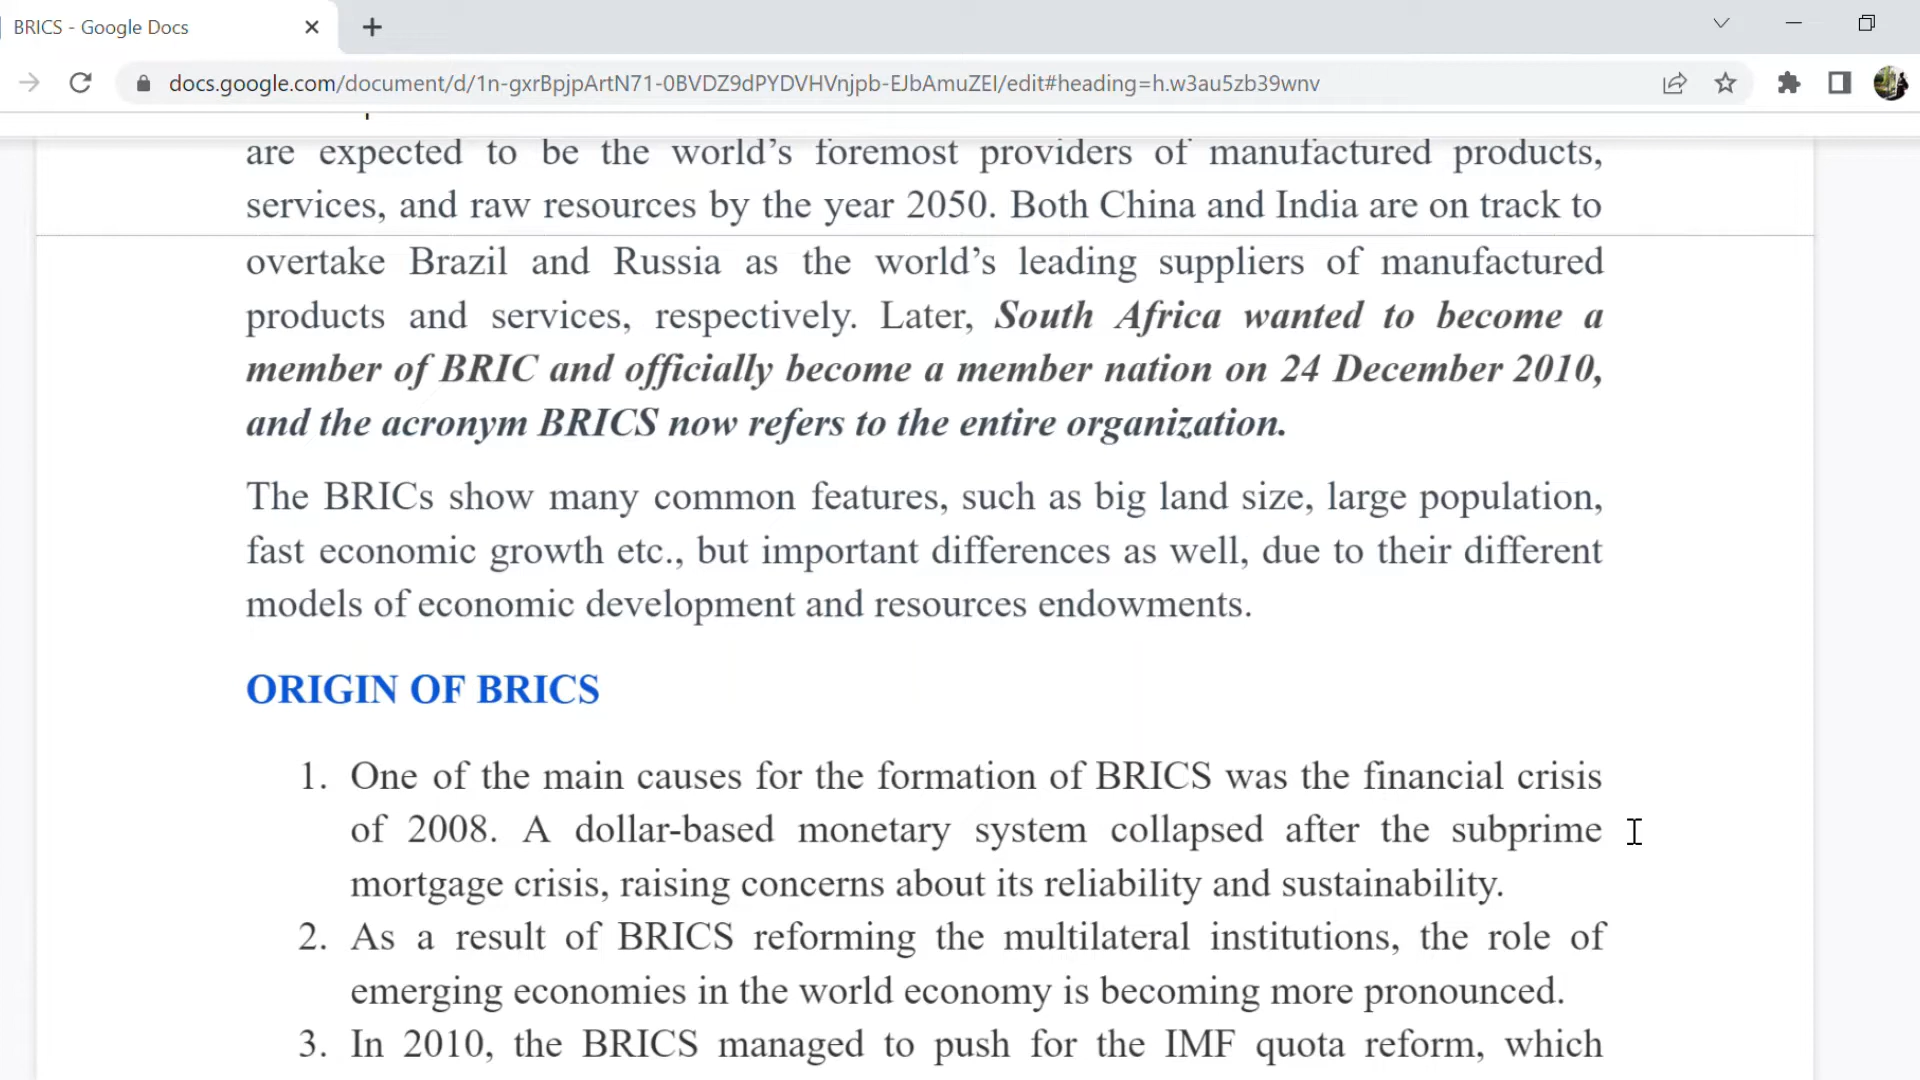 BRICS - Google Docs
docs.google.com/document/d/1n-gxrBpjpArtN71-0BVDZ9dPYDVHVnjpb-EJbAmuZEI/edit#heading=h.w3au5zb39wnv
are expected to be the world’s foremost providers of manufactured products,
services, and raw resources by the year 2050. Both China and India are on track to
overtake Brazil and Russia as the world’s leading suppliers of manufactured
products and services, respectively. Later, South Africa wanted to become a
member of BRIC and officially become a member nation on 24 December 2010,
and the acronym BRICS now refers to the entire organization.
The BRICs show many common features, such as big land size, large population,
fast economic growth etc., but important differences as well, due to their different
models of economic development and resources endowments.
ORIGIN OF BRICS
1. One of the main causes for the formation of BRICS was the financial crisis
of 2008. A dollar-based monetary system collapsed after the subprime
mortgage crisis, raising concerns about its reliability and sustainability.
2. As a result of BRICS reforming the multilateral institutions, the role of
emerging economies in the world economy is becoming more pronounced.
3. In 2010, the BRICS managed to push for the IMF quota reform, which